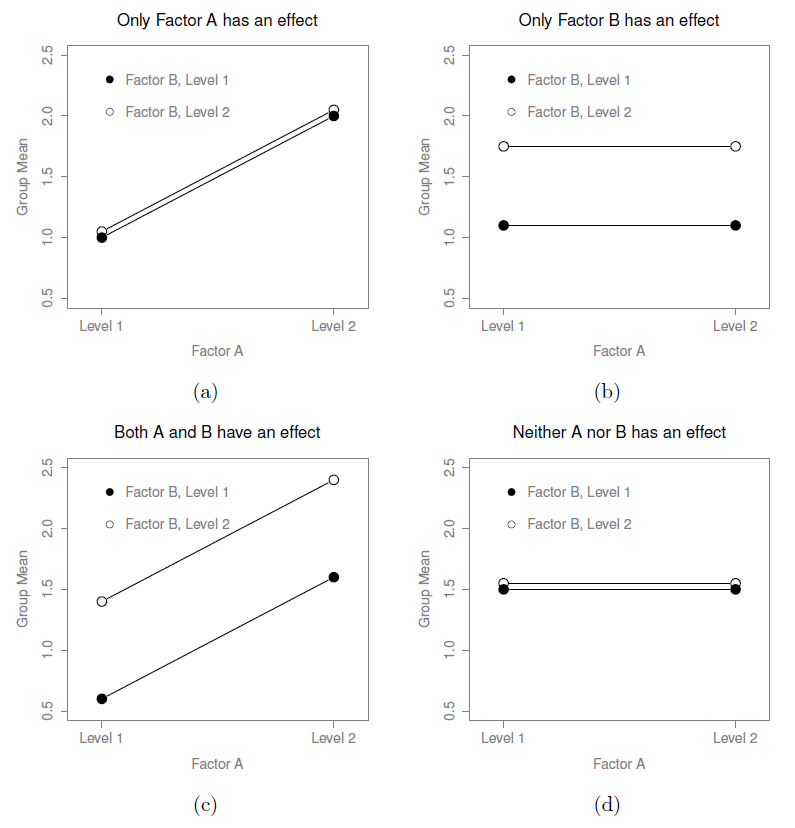 Only Factor A has an effect
2.5
2.0
1.5
1.0
0.5
Group Mean
Factor B, Level 1
Factor B, Level 2
Level 1 Level 2
Factor A
(a)
Only Factor B has an effect
2.5
2.0
1.5
1.0
0.5
Group Mean
Factor B, Level 1
Factor B, Level 2
Level 1 Level 2
Factor A
(b)
Both A and B have an effect
2.5
2.0
1.5
1.0
0.5
Group Mean
Factor B, Level 1
Factor B, Level 2
Level 1 Level 2
Factor A
(c)
Neither A nor B has an effect
2.5
2.0
1.5
1.0
0.5
Group Mean
Factor B, Level 1
Factor B, Level 2
Level 1 Level 2
Factor A
(d)